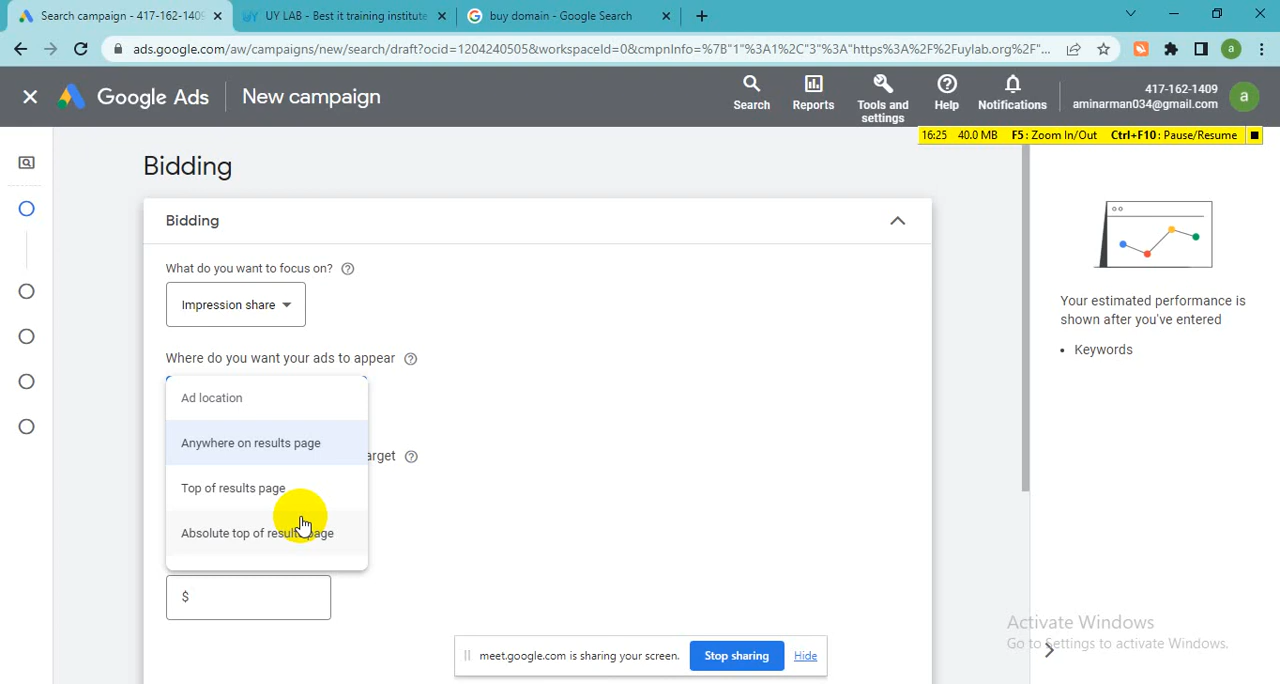 Search campaign - 417-162-1409
UY LAB - Best it training institute
buy domain - Google Search
ads.google.com/aw/campaigns/new/search/draft?ocid=1204240505&workspaceId=0&cmpnInfo=%7B"1"%3A1%2C"3"%3A"https%3A%2F%2Fuylab.org%2F"...
a
Google Ads
New campaign
Search
Reports
Tools and settings
Help
Notifications
417-162-1409
aminarman034@gmail.com
a
16:25 40.0 MB F5: Zoom In/Out Ctrl+F10: Pause/Resume
Bidding
Bidding
What do you want to focus on?
Impression share
Where do you want your ads to appear
Ad location
Anywhere on results page
arget
Top of results page
Absolute top of results page
$
Your estimated performance is
shown after you've entered
• Keywords
Activate Windows
Go to Settings to activate Windows.
meet.google.com is sharing your screen.
Stop sharing
Hide